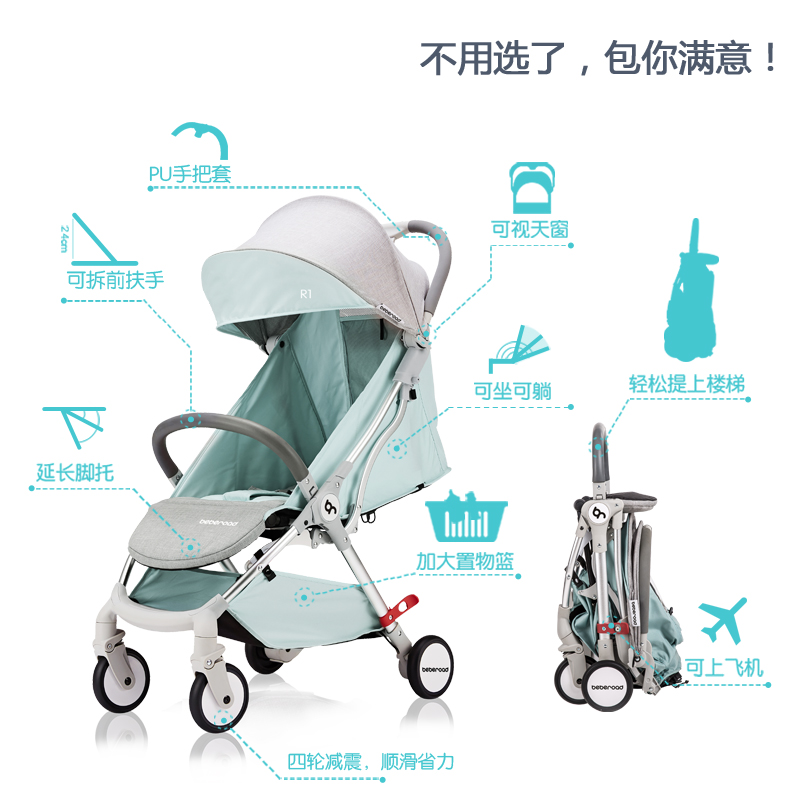 不用选了，包你满意！
PU手把套
可视天窗
24cm
可拆前扶手
R1
beberoad
可坐可躺
轻松提上楼梯
延长脚托
beberoad
加大置物篮
beberoad
可上飞机
beberoad
beberoad
四轮减震，顺滑省力